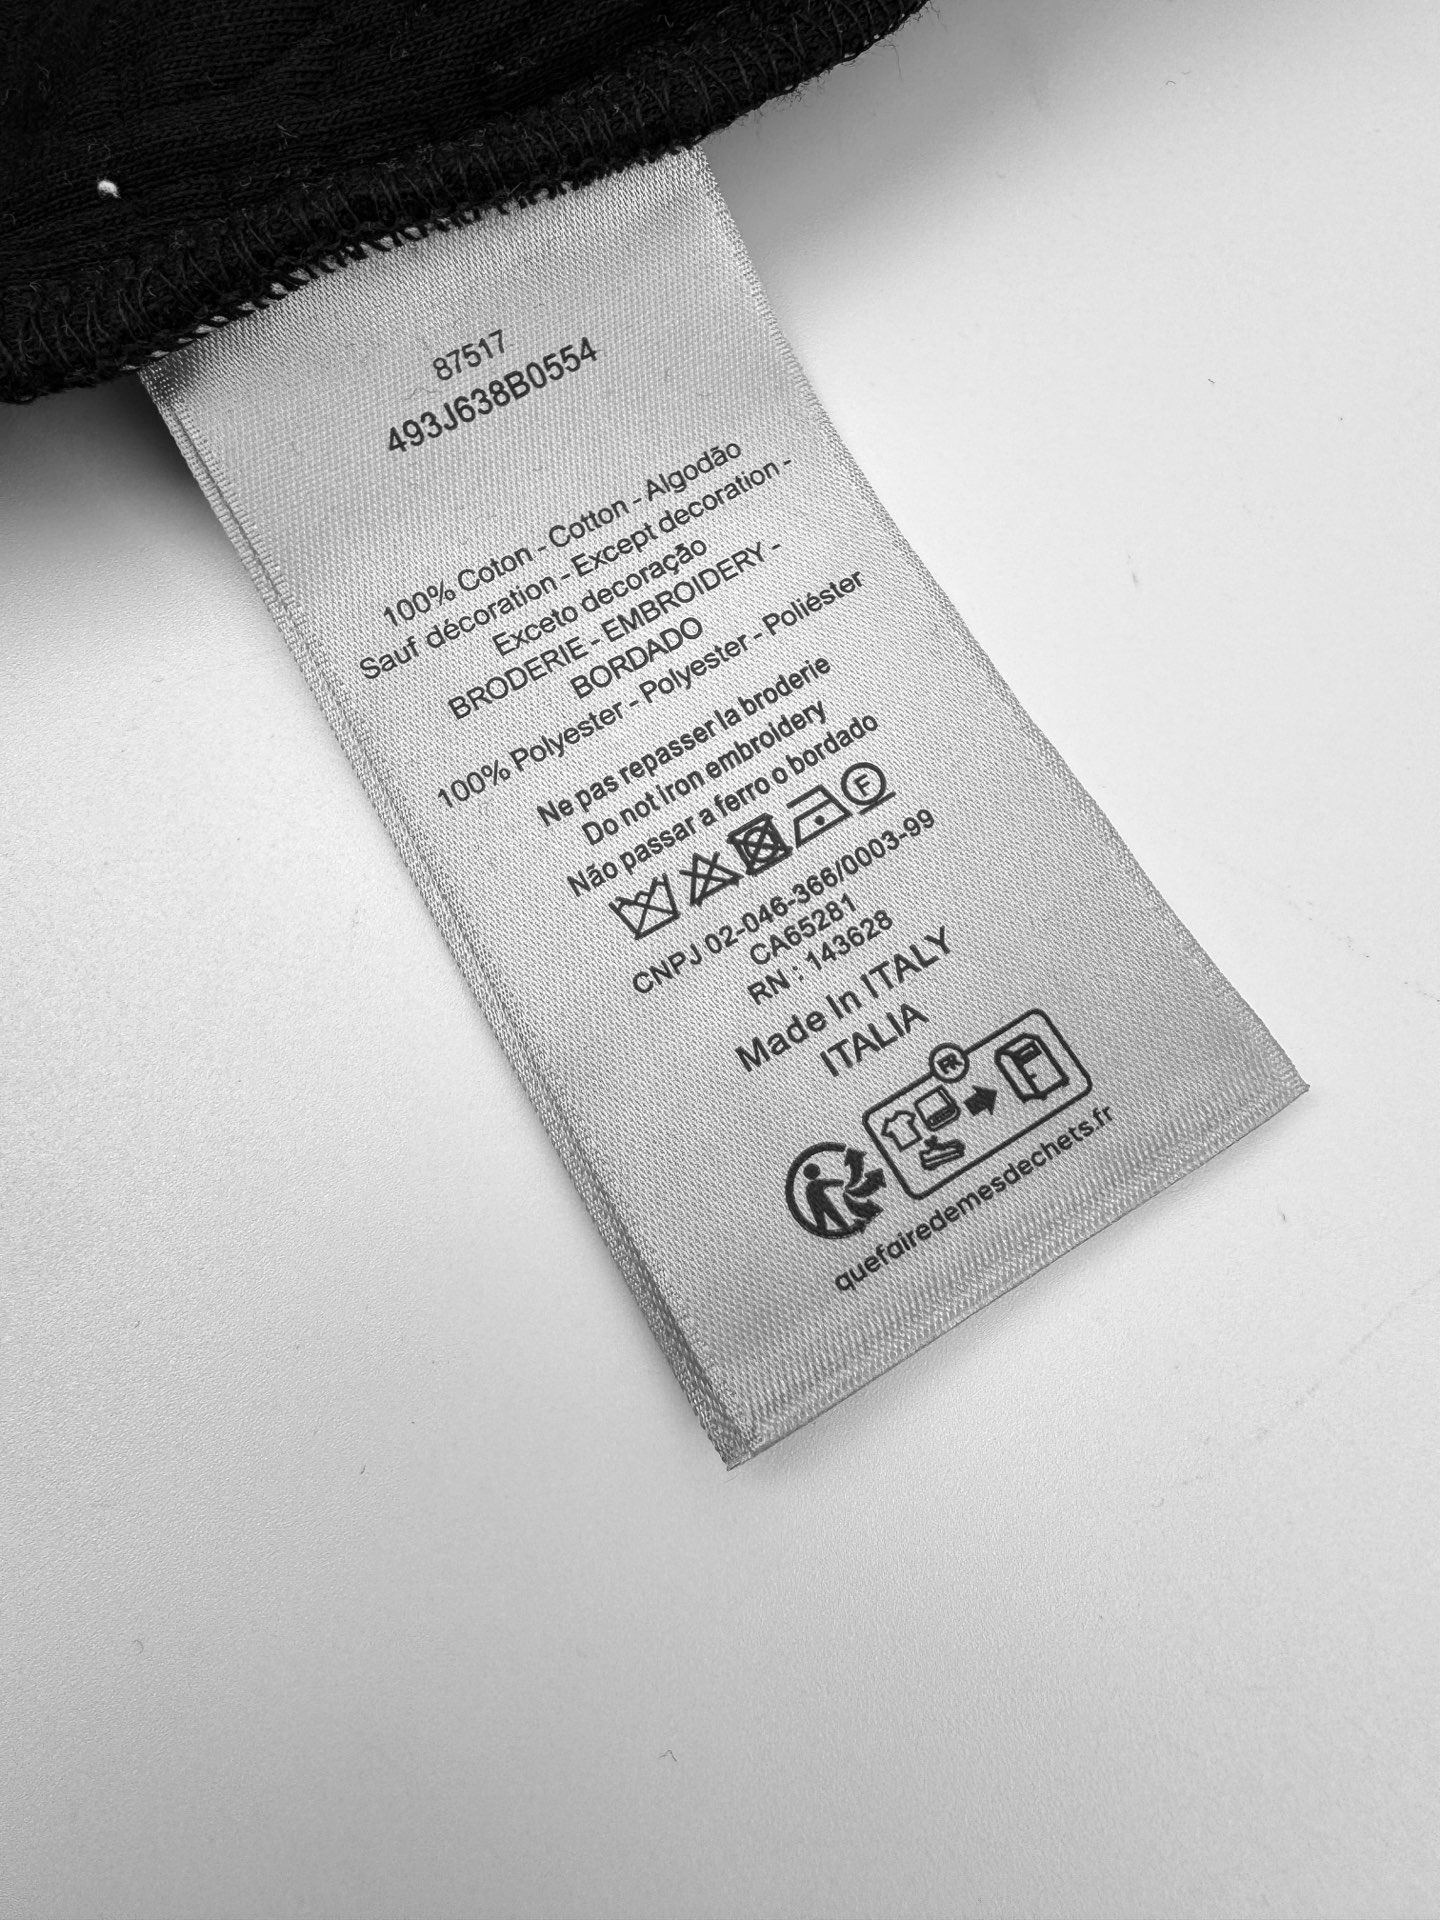 87517
493J638B0554
100% Coton - Cotton - Algodão
Sauf décoration - Except decoration -
Exceto decoração
BRODERIE - EMBROIDERY -
BORDADO
100% Polyester - Polyester - Poliéster
Ne pas repasser la broderie
Do not iron embroidery
Não passar a ferro o bordado
F
CNPJ 02-046-366/0003-99
CA65281
RN : 143628
Made In ITALY
ITALIA
FR
quefairedemesdechets.fr